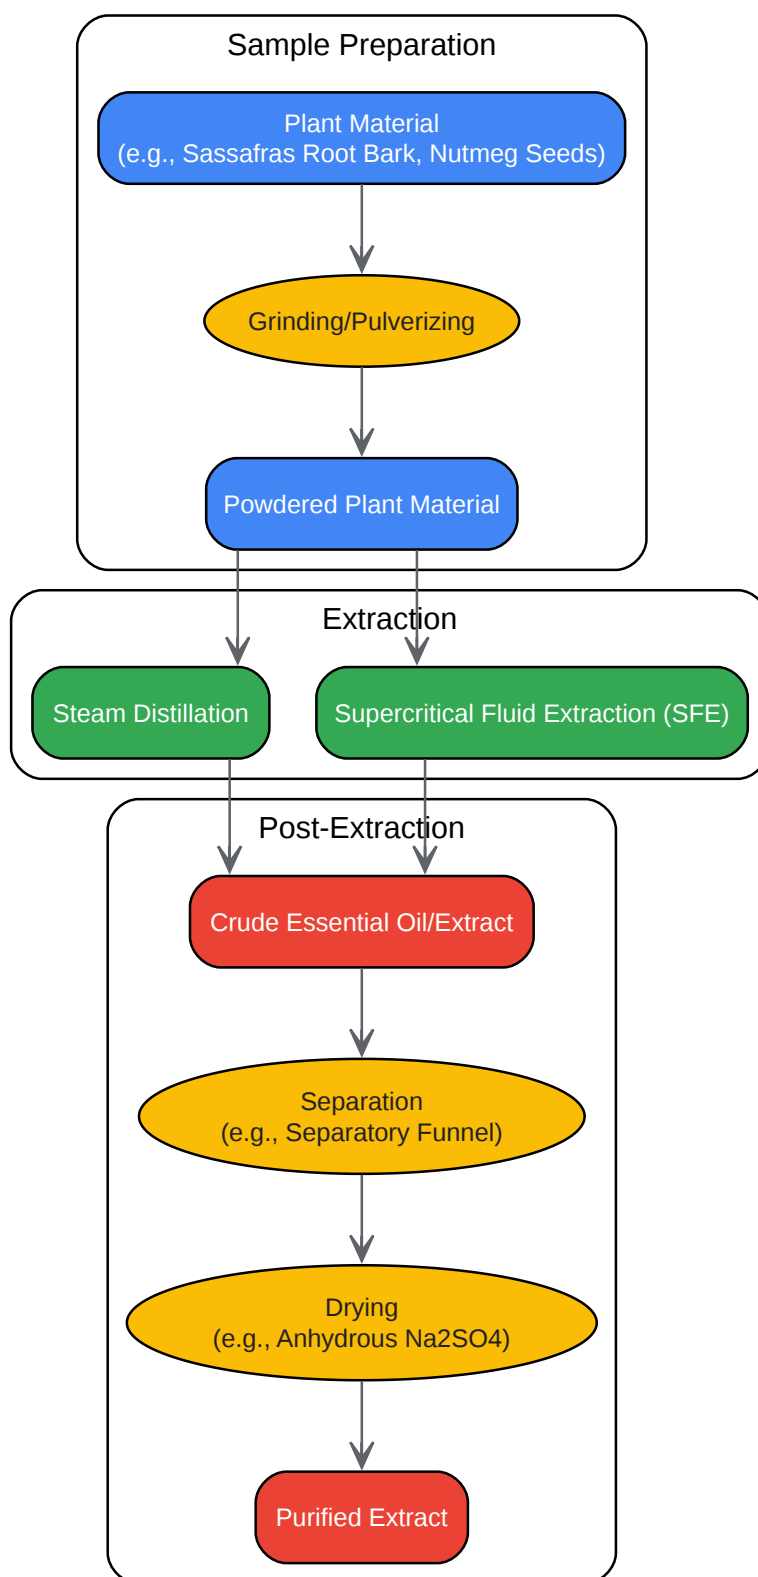 Sample Preparation
Plant Material
(e.g., Sassafras Root Bark, Nutmeg Seeds)
Grinding/Pulverizing
Powdered Plant Material
Extraction
Steam Distillation
Supercritical Fluid Extraction (SFE)
Post-Extraction
Crude Essential Oil/Extract
Separation
(e.g., Separatory Funnel)
Drying
(e.g., Anhydrous Na2SO4)
Purified Extract